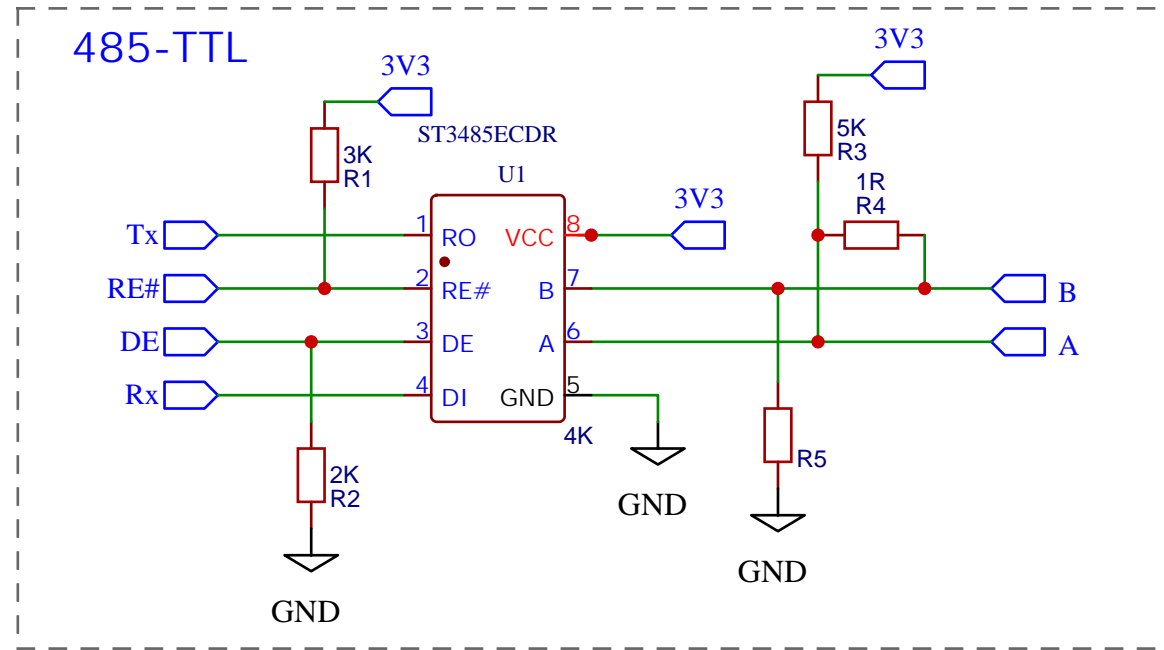 485-TTL
3V3
3K
R1
ST3485ECDR
U1
3V3
5K
R3
1R
R4
3V3
Tx
RE#
DE
Rx
1
2
3
4
RO
RE#
DE
DI
VCC
B
A
GND
8
7
6
5
B
A
4K
R5
2K
R2
GND
GND
GND